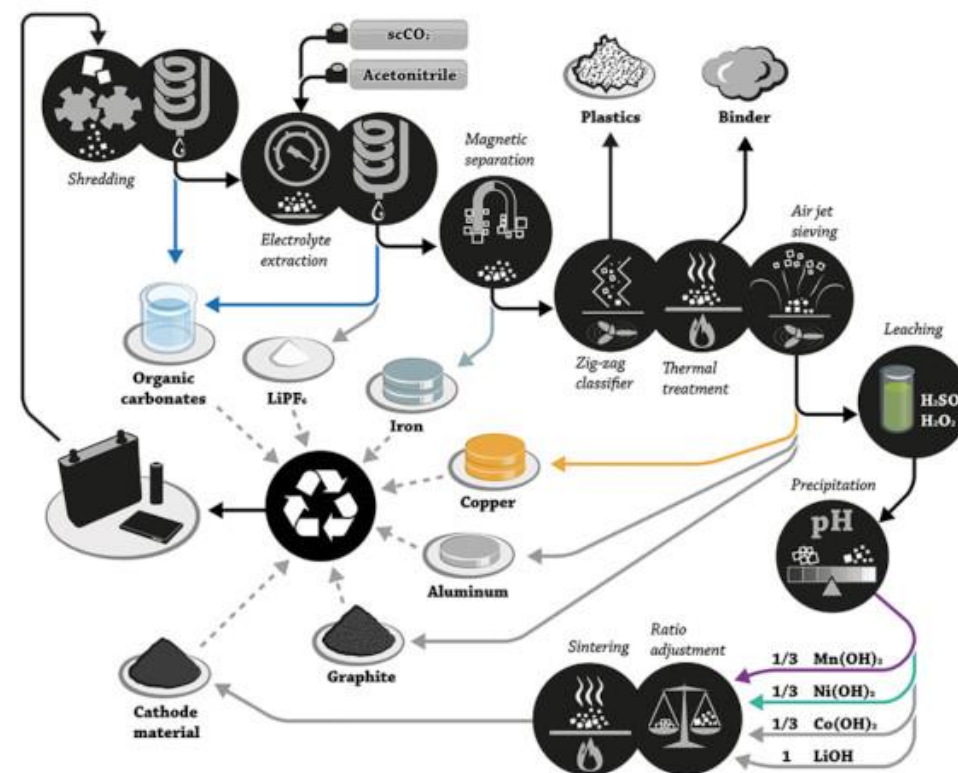 scCO₂
Acetonitrile
Shredding
Electrolyte
extraction
Magnetic
separation
Plastics
Binder
Air jet
sieving
Zig-zag
classifier
Thermal
treatment
Leaching
H₂SO
H₂O₂
Organic
carbonates
LiPF₆
Iron
Copper
Aluminum
Graphite
Cathode
material
Precipitation
pH
Sintering
Ratio
adjustment
1/3 Mn(OH)₂
1/3 Ni(OH)₂
1/3 Co(OH)₂
1 LiOH